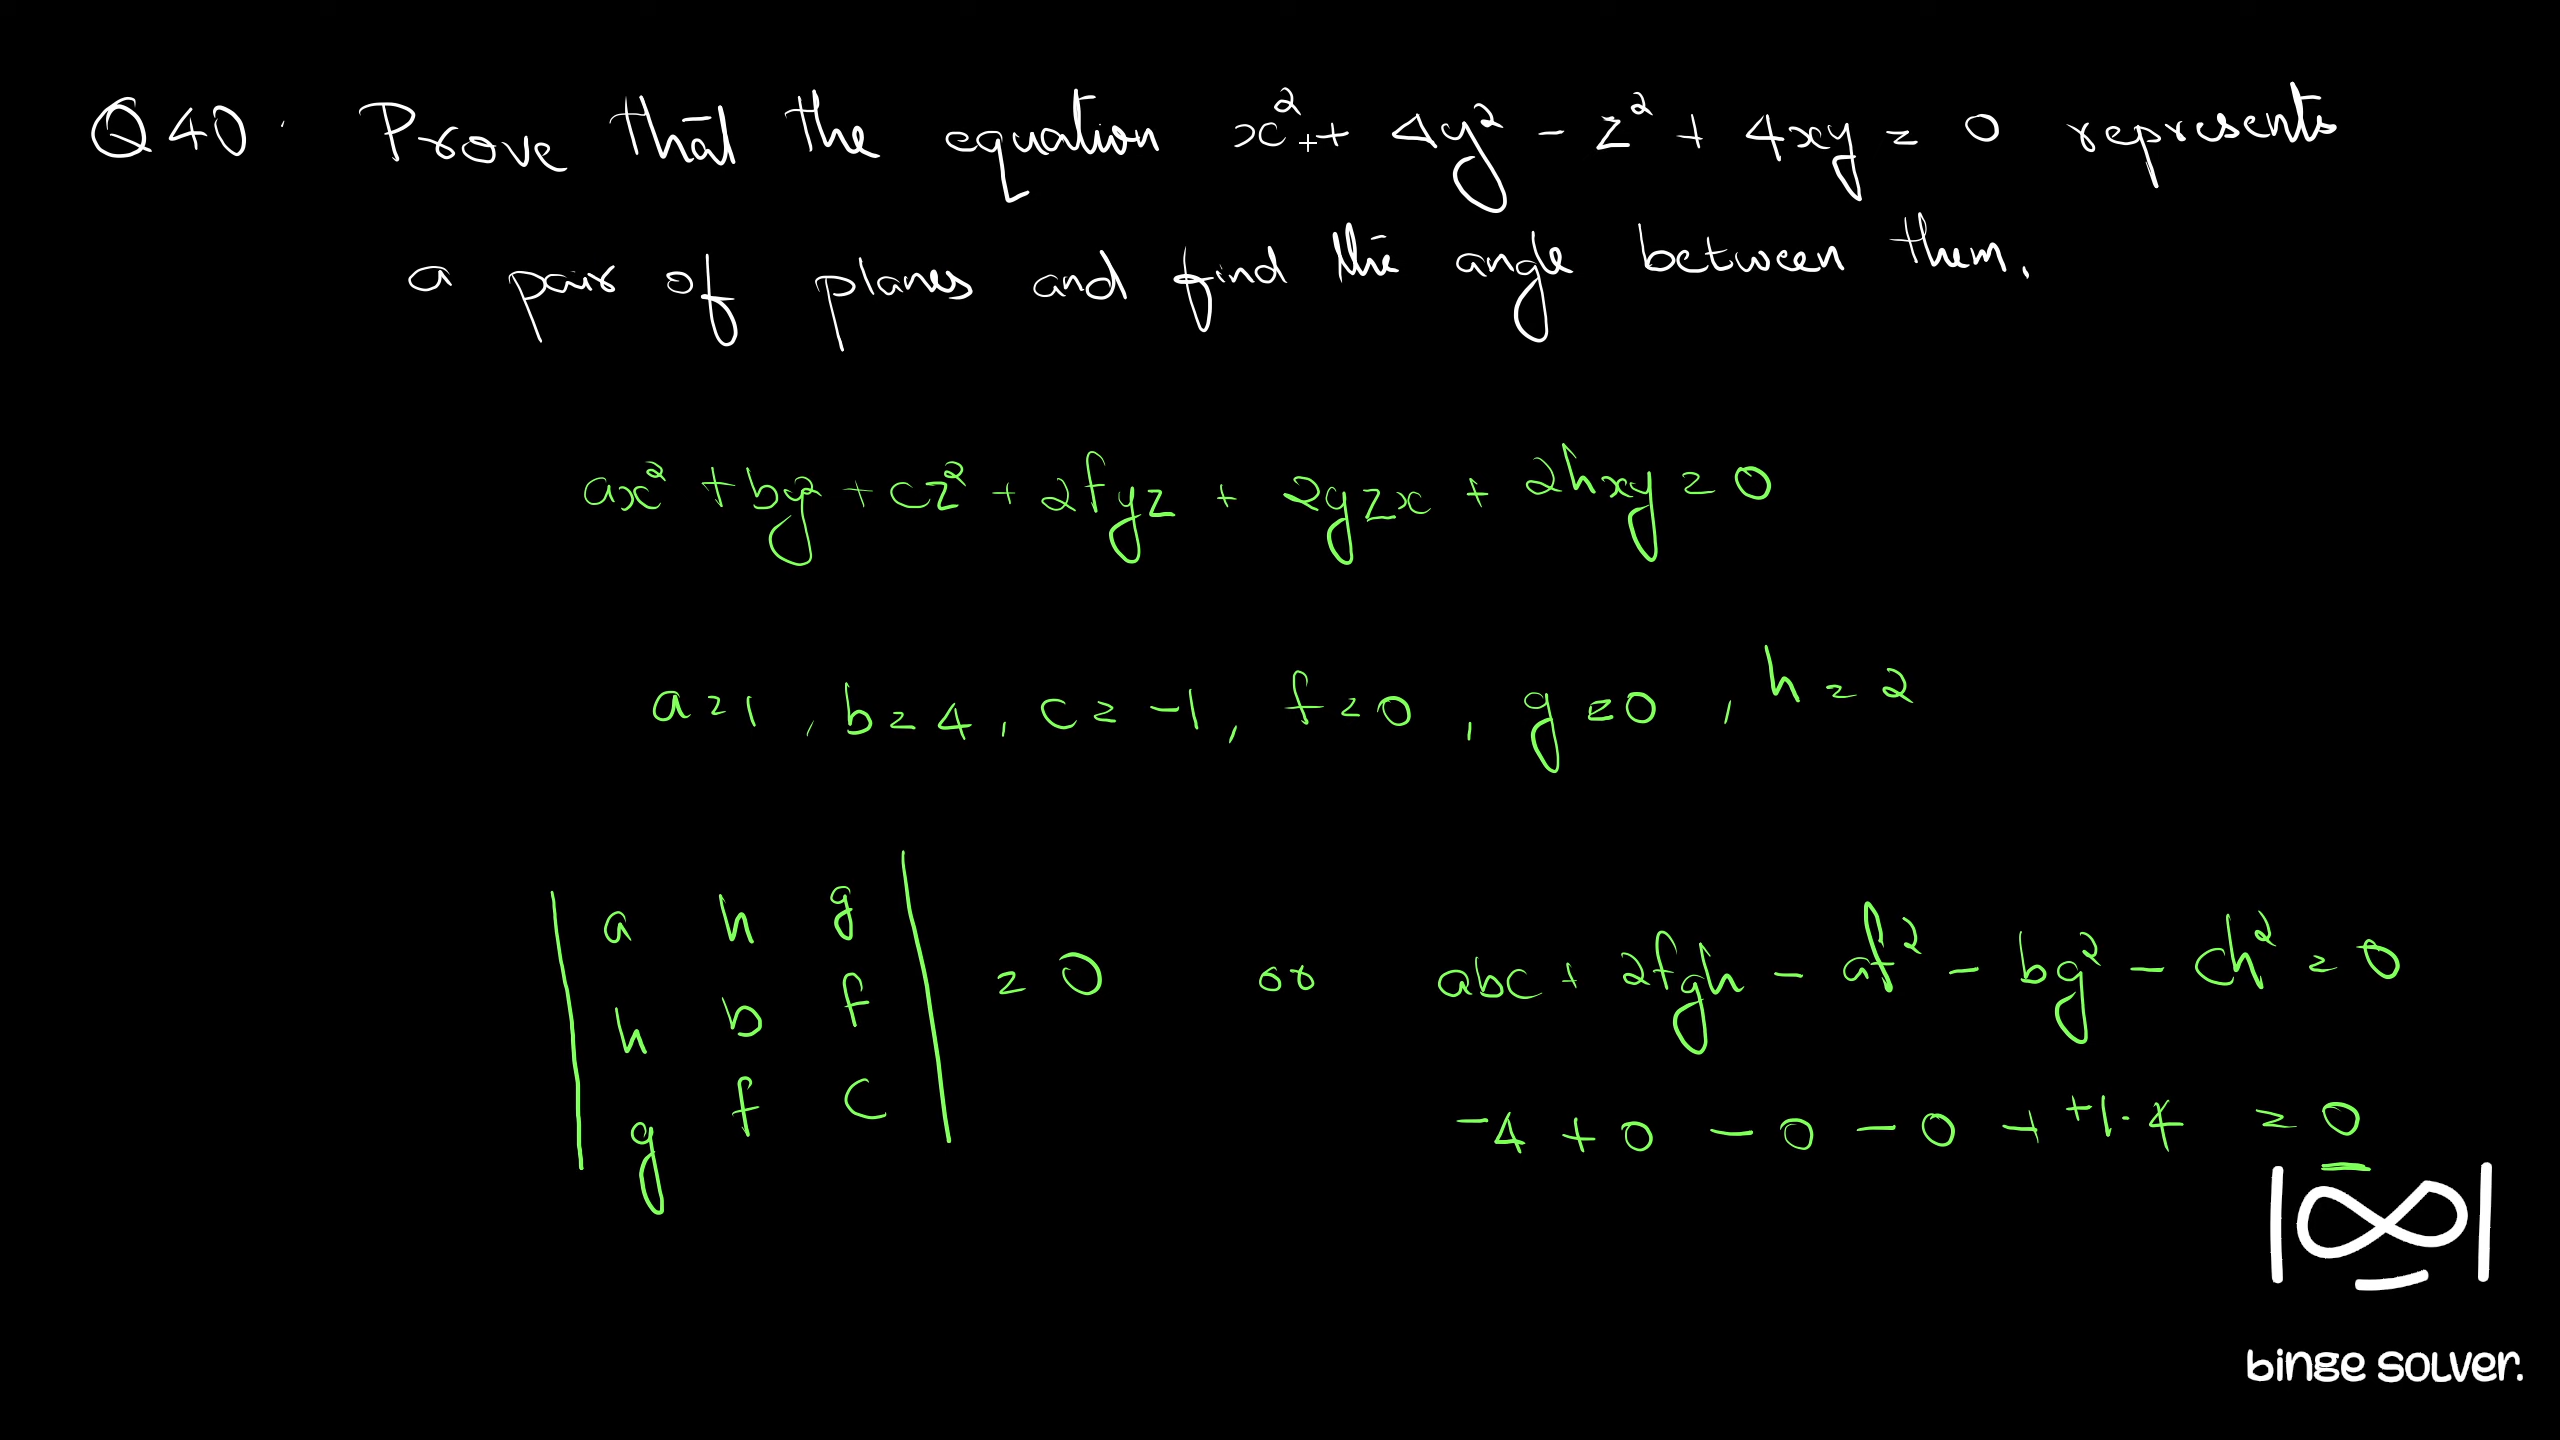 Q40. Prove that the equation x² + + 4y² - z² + 4xy = 0 represents
a pair of planes and find the angle between them.
ax² + by² + cz² + 2fyz + 2gzx + 2hxy = 0
a=1, b=4, c=-1, f=0, g=0, h=2
| a h g |
| h b f | = 0 or abc + 2fgh - af² - bg² - ch² = 0
| g f c |
-4 + 0 - 0 - 0 + +1·4 = 0
|∞|
binge solver.